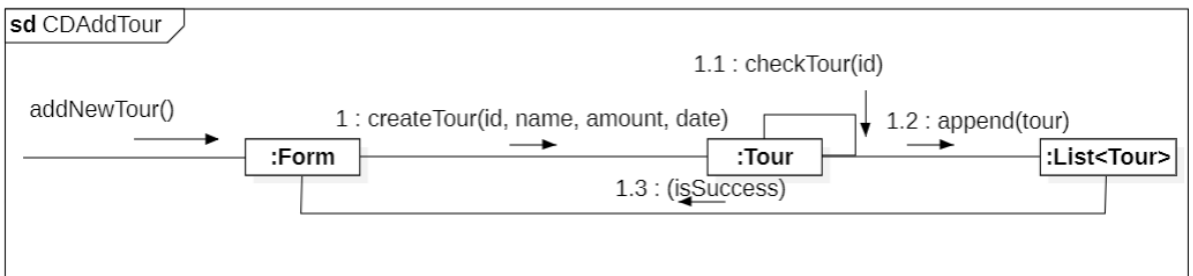 sd CDAddTour
1.1 : checkTour(id)
addNewTour()
1 : createTour(id, name, amount, date)
1.2 : append(tour)
:Form
:Tour
:List<Tour>
1.3 : (isSuccess)